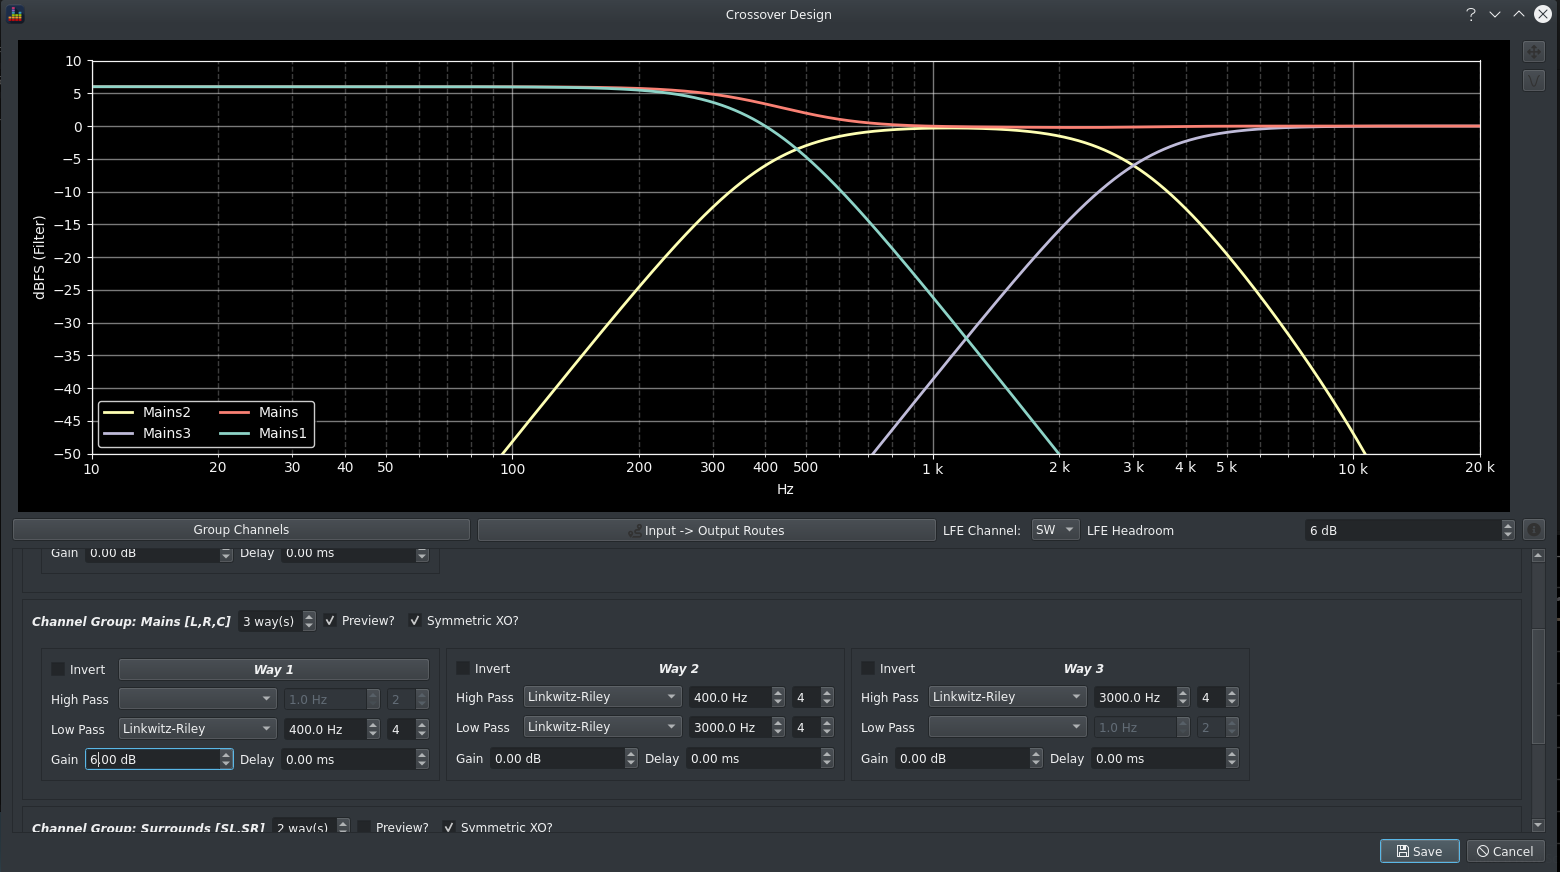 Crossover Design
10
5
0
−5
−10
−15
−20
−25
−30
−35
−40
−45
−50
dBFS (Filter)
Mains2 Mains
Mains3 Mains1
10 20 30 40 50 100 200 300 400 500 1 k 2 k 3 k 4 k 5 k 10 k 20 k
Hz
Group Channels Input -> Output Routes LFE Channel: SW LFE Headroom 6 dB
Gain 0.00 dB Delay 0.00 ms
Channel Group: Mains [L,R,C] 3 way(s) Preview? Symmetric XO?
Invert Way 1 Invert Way 2 Invert Way 3
High Pass 1.0 Hz 2 High Pass Linkwitz-Riley 400.0 Hz 4 High Pass Linkwitz-Riley 3000.0 Hz 4
Low Pass Linkwitz-Riley 400.0 Hz 4 Low Pass Linkwitz-Riley 3000.0 Hz 4 Low Pass 1.0 Hz 2
Gain 6.00 dB Delay 0.00 ms Gain 0.00 dB Delay 0.00 ms Gain 0.00 dB Delay 0.00 ms
Channel Group: Surrounds [SL,SR] 2 way(s) Preview? Symmetric XO?
Save Cancel